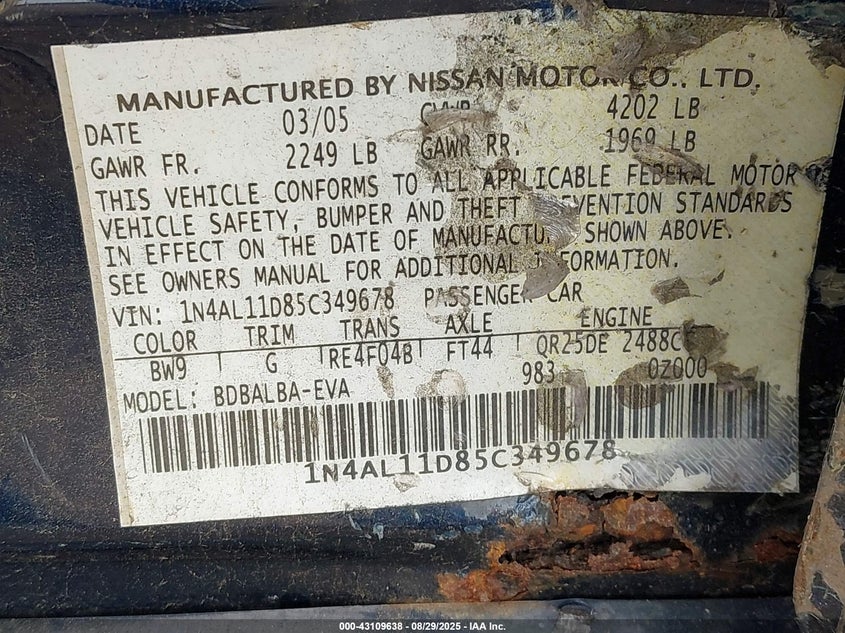 MANUFACTURED BY NISSAN MOTOR CO., LTD.
DATE 03/05 GVWR 4202 LB
GAWR FR. 2249 LB GAWR RR. 1969 LB
THIS VEHICLE CONFORMS TO ALL APPLICABLE FEDERAL MOTOR
VEHICLE SAFETY, BUMPER AND THEFT PREVENTION STANDARDS
IN EFFECT ON THE DATE OF MANUFACTURE SHOWN ABOVE.
SEE OWNERS MANUAL FOR ADDITIONAL INFORMATION.
VIN: 1N4AL11D85C349678 PASSENGER CAR
COLOR TRIM TRANS AXLE ENGINE
BW9 G RE4F04B FT44 QR25DE 2488CC
983 0Z000
MODEL: BDBALBA-EVA
1N4AL11D85C349678
000-43109638 - 08/29/2025 - IAA Inc.